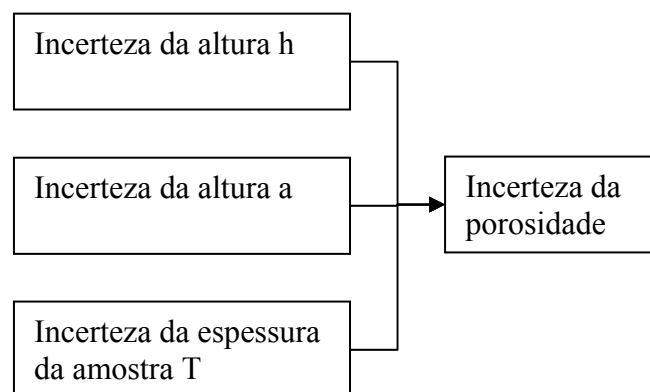 Incerteza da altura h
Incerteza da altura a
Incerteza da
porosidade
Incerteza da espessura
da amostra T